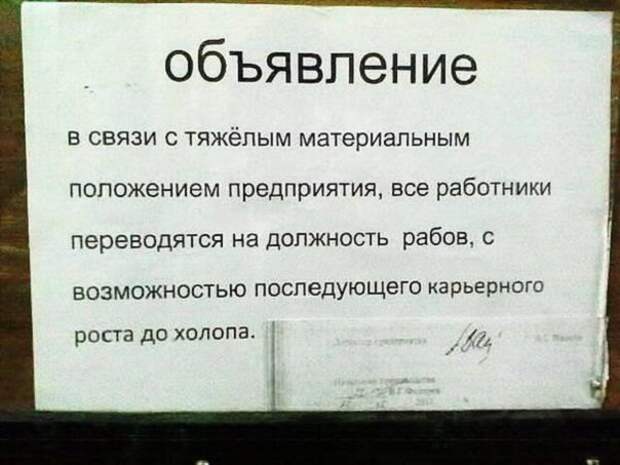 объявление
в связи с тяжёлым материальным
положением предприятия, все работники
переводятся на должность рабов, с
возможностью последующего карьерного
роста до холопа.